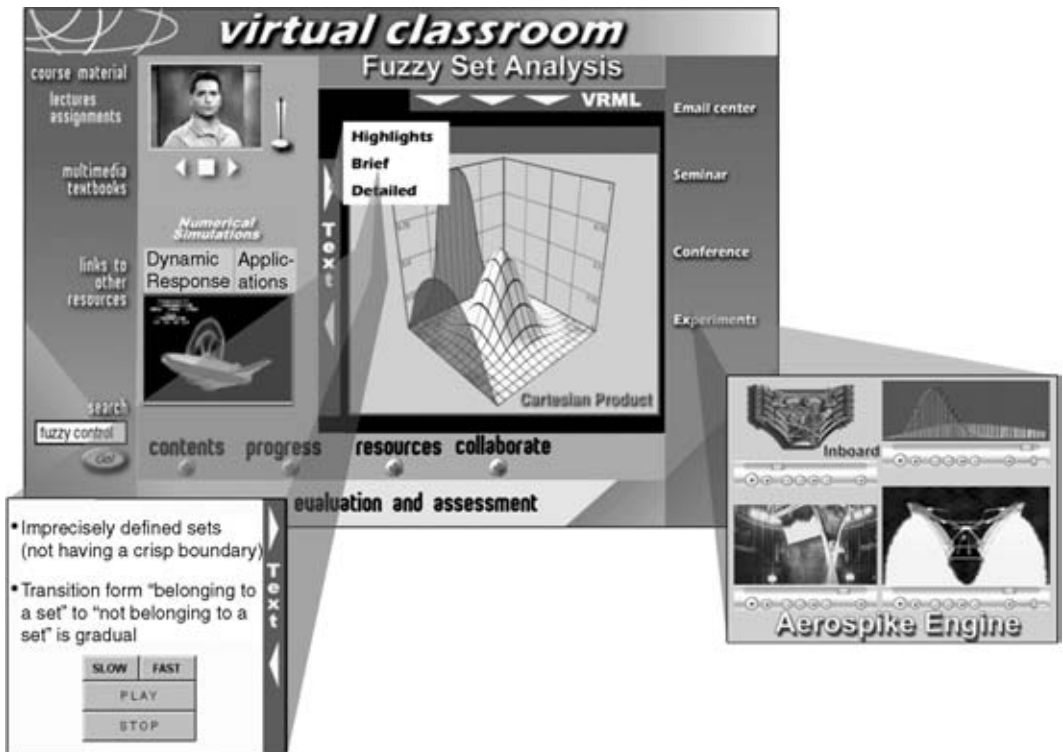 virtual classroom
Fuzzy Set Analysis
course material
lectures
assignments
multimedia
textbooks
links to
other
resources
search
fuzzy control
Go!
Numerical
Simulations
Dynamic
Response
Applic-
ations
VRML
Highlights
Brief
Detailed
Text
Cartesian Product
Email center
Seminar
Conference
Experiments
contents progress resources collaborate
evaluation and assessment
• Imprecisely defined sets
(not having a crisp boundary)
• Transition form “belonging to
a set” to “not belonging to a
set” is gradual
SLOW FAST
PLAY
STOP
Text
Inboard
Aerospike Engine